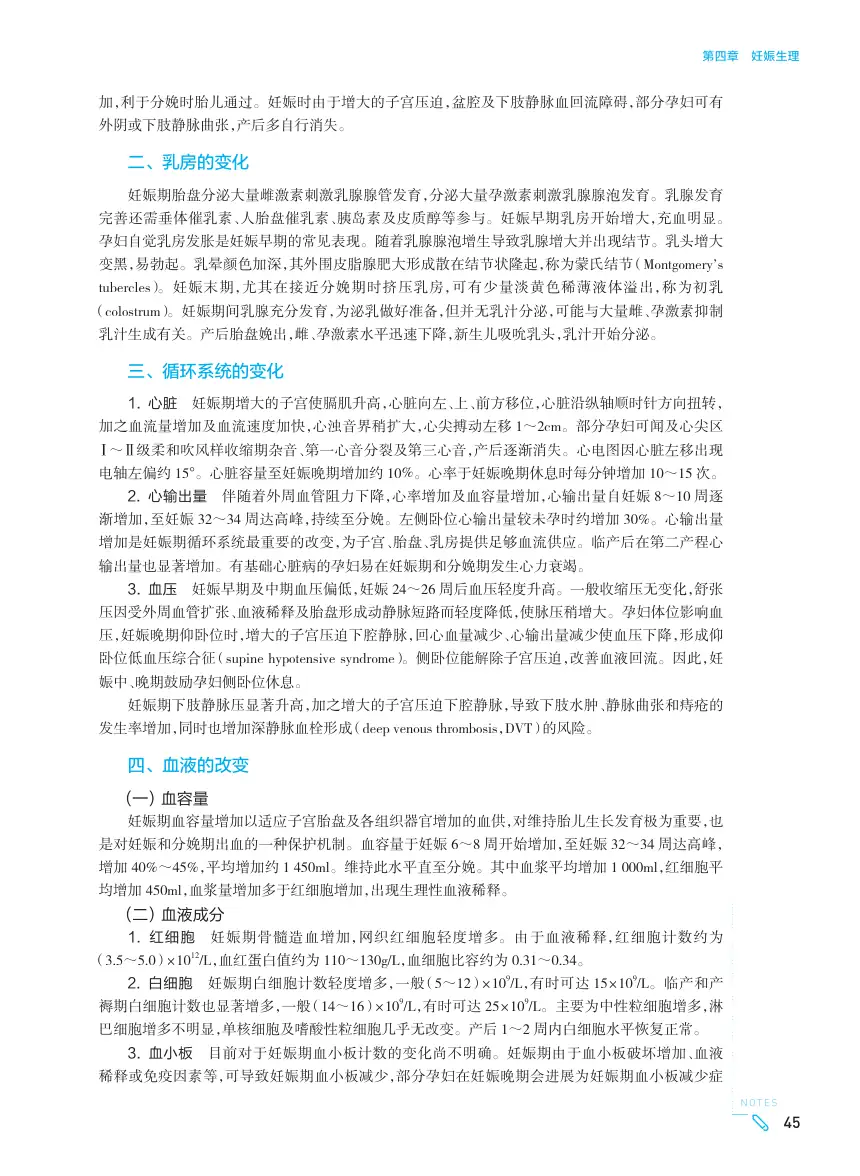 第四章　妊娠生理
加，利于分娩时胎儿通过。妊娠时由于增大的子宫压迫，盆腔及下肢静脉血回流障碍，部分孕妇可有
外阴或下肢静脉曲张，产后多自行消失。
二、乳房的变化
妊娠期胎盘分泌大量雌激素刺激乳腺腺管发育，分泌大量孕激素刺激乳腺腺泡发育。乳腺发育
完善还需垂体催乳素、人胎盘催乳素、胰岛素及皮质醇等参与。妊娠早期乳房开始增大，充血明显。
孕妇自觉乳房发胀是妊娠早期的常见表现。随着乳腺腺泡增生导致乳腺增大并出现结节。乳头增大
变黑，易勃起。乳晕颜色加深，其外围皮脂腺肥大形成散在结节状隆起，称为蒙氏结节（Montgomery's
tubercles）。妊娠末期，尤其在接近分娩期时挤压乳房，可有少量淡黄色稀薄液体溢出，称为初乳
（colostrum）。妊娠期间乳腺充分发育，为泌乳做好准备，但并无乳汁分泌，可能与大量雌、孕激素抑制
乳汁生成有关。产后胎盘娩出，雌、孕激素水平迅速下降，新生儿吸吮乳头，乳汁开始分泌。
三、循环系统的变化
1. 心脏　妊娠期增大的子宫使膈肌升高，心脏向左、上、前方移位，心脏沿纵轴顺时针方向扭转，
加之血流量增加及血流速度加快，心浊音界稍扩大，心尖搏动左移 1～2cm。部分孕妇可闻及心尖区
Ⅰ～Ⅱ级柔和吹风样收缩期杂音、第一心音分裂及第三心音，产后逐渐消失。心电图因心脏左移出现
电轴左偏约 15°。心脏容量至妊娠晚期增加约 10%。心率于妊娠晚期休息时每分钟增加 10～15 次。
2. 心输出量　伴随着外周血管阻力下降，心率增加及血容量增加，心输出量自妊娠 8～10 周逐
渐增加，至妊娠 32～34 周达高峰，持续至分娩。左侧卧位心输出量较未孕时约增加 30%。心输出量
增加是妊娠期循环系统最重要的改变，为子宫、胎盘、乳房提供足够血流供应。临产后在第二产程心
输出量也显著增加。有基础心脏病的孕妇易在妊娠期和分娩期发生心力衰竭。
3. 血压　妊娠早期及中期血压偏低，妊娠 24～26 周后血压轻度升高。一般收缩压无变化，舒张
压因受外周血管扩张、血液稀释及胎盘形成动静脉短路而轻度降低，使脉压稍增大。孕妇体位影响血
压，妊娠晚期仰卧位时，增大的子宫压迫下腔静脉，回心血量减少、心输出量减少使血压下降，形成仰
卧位低血压综合征（supine hypotensive syndrome）。侧卧位能解除子宫压迫，改善血液回流。因此，妊
娠中、晚期鼓励孕妇侧卧位休息。
妊娠期下肢静脉压显著升高，加之增大的子宫压迫下腔静脉，导致下肢水肿、静脉曲张和痔疮的
发生率增加，同时也增加深静脉血栓形成（deep venous thrombosis，DVT）的风险。
四、血液的改变
（一）血容量
妊娠期血容量增加以适应子宫胎盘及各组织器官增加的血供，对维持胎儿生长发育极为重要，也
是对妊娠和分娩期出血的一种保护机制。血容量于妊娠 6～8 周开始增加，至妊娠 32～34 周达高峰，
增加 40%～45%，平均增加约 1 450ml。维持此水平直至分娩。其中血浆平均增加 1 000ml，红细胞平
均增加 450ml，血浆量增加多于红细胞增加，出现生理性血液稀释。
（二）血液成分
1. 红细胞　妊娠期骨髓造血增加，网织红细胞轻度增多。由于血液稀释，红细胞计数约为
（3.5～5.0）×10¹²/L，血红蛋白值约为 110～130g/L，血细胞比容约为 0.31～0.34。
2. 白细胞　妊娠期白细胞计数轻度增多，一般（5～12）×10⁹/L，有时可达 15×10⁹/L。临产和产
褥期白细胞计数也显著增多，一般（14～16）×10⁹/L，有时可达 25×10⁹/L。主要为中性粒细胞增多，淋
巴细胞增多不明显，单核细胞及嗜酸性粒细胞几乎无改变。产后 1～2 周内白细胞水平恢复正常。
3. 血小板　目前对于妊娠期血小板计数的变化尚不明确。妊娠期由于血小板破坏增加、血液
稀释或免疫因素等，可导致妊娠期血小板减少，部分孕妇在妊娠晚期会进展为妊娠期血小板减少症
NOTES
45